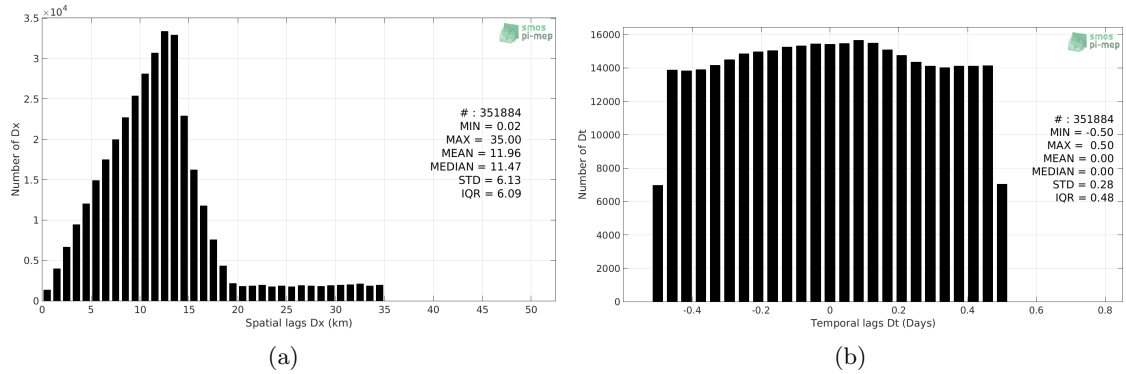 ×10⁴
3.5
3
2.5
2
1.5
1
0.5
0
Number of Dx
0 5 10 15 20 25 30 35 40 45 50
Spatial lags Dx (km)
smos
pi-mep
# : 351884
MIN = 0.02
MAX = 35.00
MEAN = 11.96
MEDIAN = 11.47
STD = 6.13
IQR = 6.09
(a)
16000
14000
12000
10000
8000
6000
4000
2000
0
Number of Dt
-0.4 -0.2 0 0.2 0.4 0.6 0.8
Temporal lags Dt (Days)
smos
pi-mep
# : 351884
MIN = -0.50
MAX = 0.50
MEAN = 0.00
MEDIAN = 0.00
STD = 0.28
IQR = 0.48
(b)